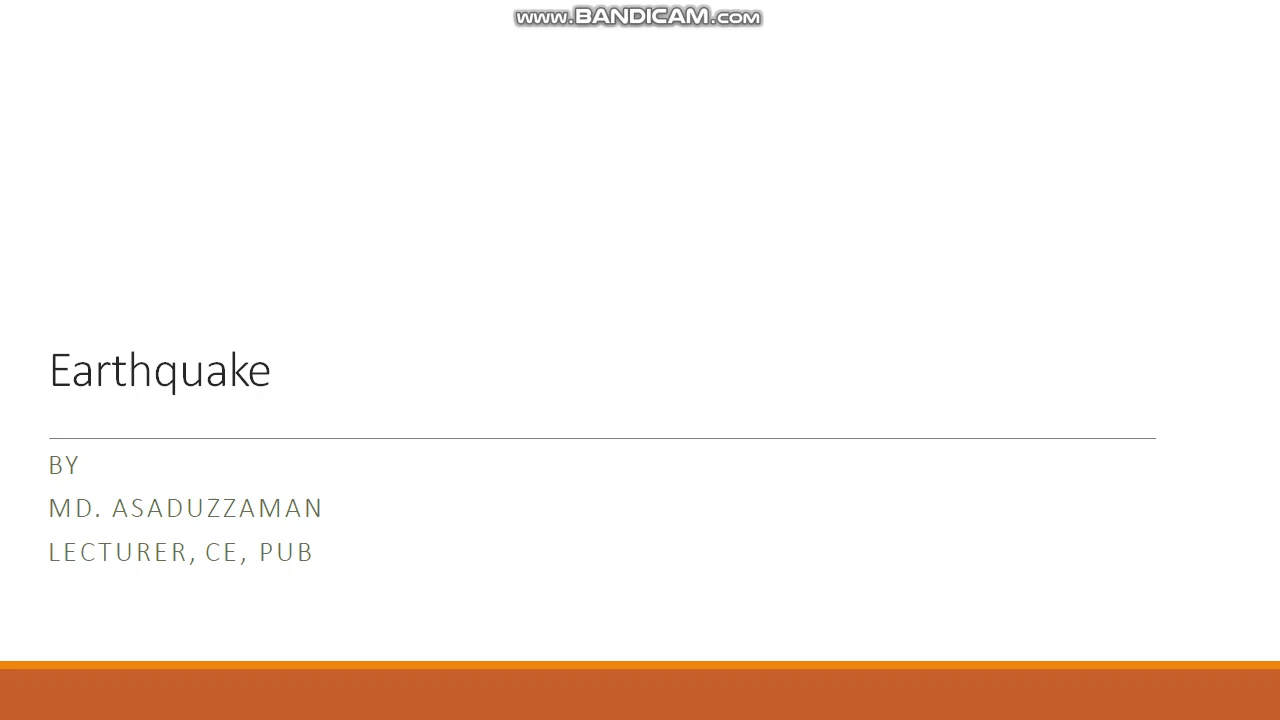 www.BANDICAM.com
Earthquake
BY
MD. ASADUZZAMAN
LECTURER, CE, PUB